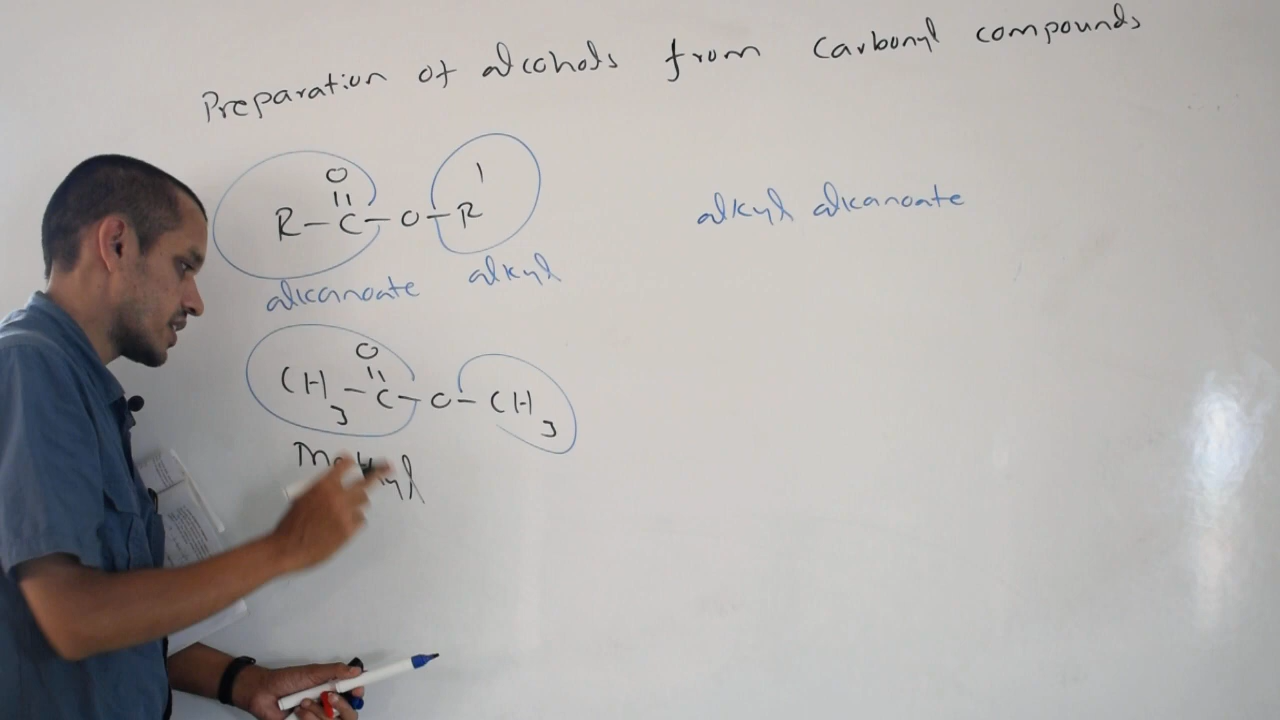 Preparation of alcohols from Carbonyl compounds
O '
R - C - O - R
alkyl alkanoate
alkanoate alkyl
O
CH3 - C - O - CH3